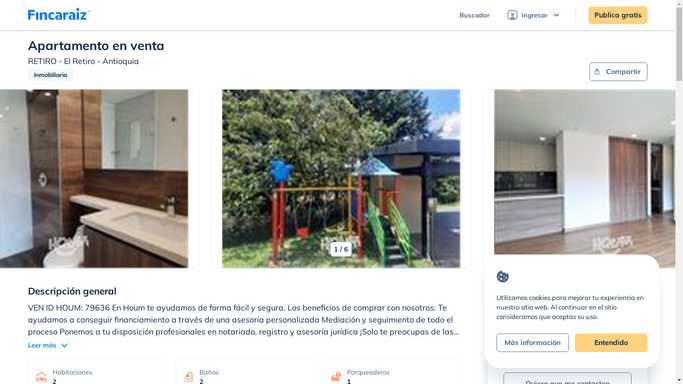 Fincaraiz
Buscador
Ingresar
Publica gratis
Apartamento en venta
RETIRO - El Retiro - Antioquia
Inmobiliaria
Compartir
HOUM
1 / 6
HOUM
Descripción general
VEN ID HOUM: 79636 En Houm te ayudamos de forma fácil y segura. Los beneficios de comprar con nosotros: Te
ayudamos a conseguir financiamiento a través de una asesoría personalizada Mediación y seguimiento de todo el
proceso Ponemos a tu disposición profesionales en notariado, registro y asesoría jurídica ¡Solo te preocupas de las...
Leer más
Habitaciones
2
Baños
2
Parqueaderos
1
Utilizamos cookies para mejorar tu experiencia en
nuestro sitio web. Al continuar en el sitio
consideramos que aceptas su uso.
Más información
Entendido
Quiero que me contacten